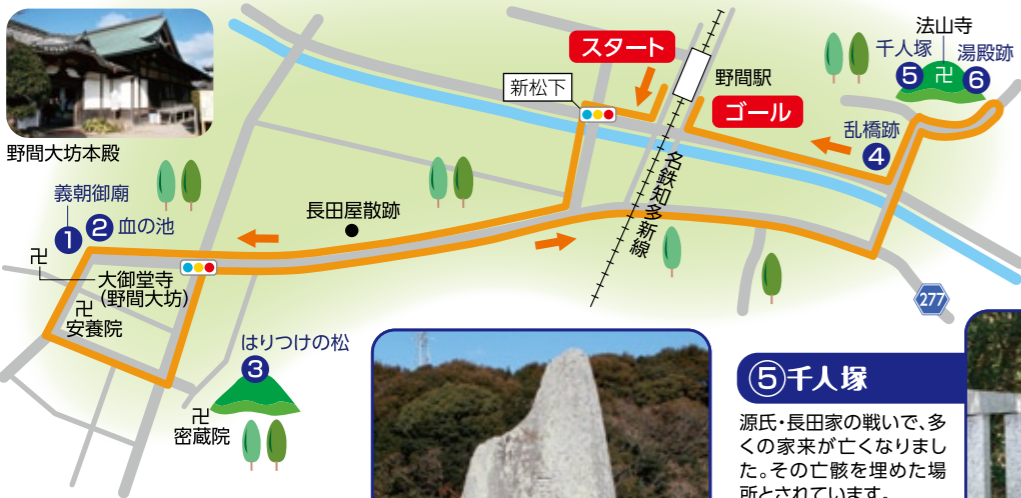 野間大坊本殿
スタート
新松下
野間駅
ゴール
法山寺
千人塚
湯殿跡
5
卍
6
乱橋跡
4
名鉄知多新線
義朝御廟
1
2 血の池
長田屋散跡
卍
大御堂寺
(野間大坊)
卍
安養院
はりつけの松
3
卍
密蔵院
277
⑤千人塚
源氏・長田家の戦いで、多
くの家来が亡くなりまし
た。その亡骸を埋めた場
所とされています。